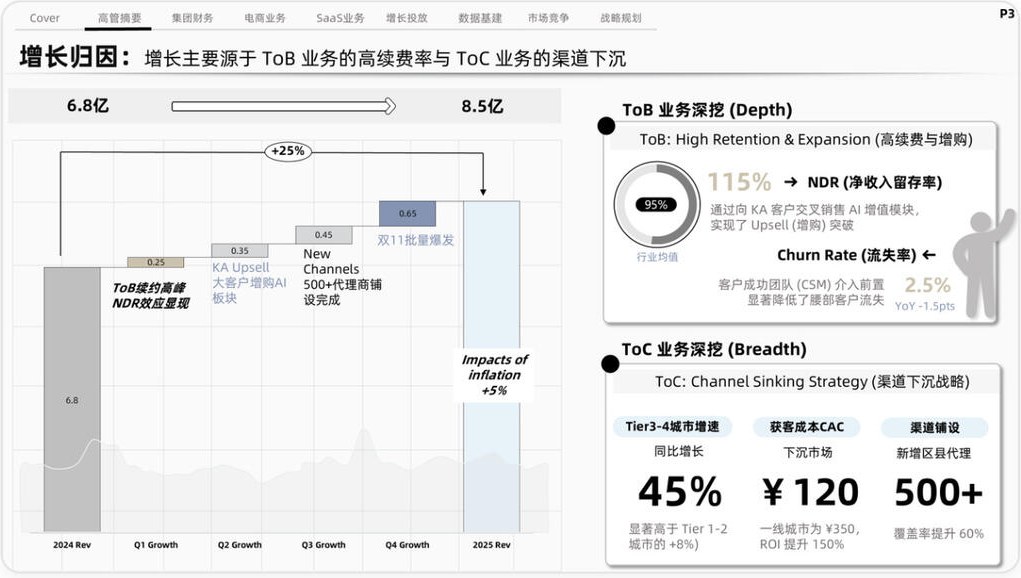 Cover 高管摘要 集团财务 电商业务 SaaS业务 增长投放 数据基建 市场竞争 战略规划
P3
增长归因：增长主要源于 ToB 业务的高续费率与 ToC 业务的渠道下沉
6.8亿 8.5亿
+25%
0.25
0.35
0.45
0.65
6.8
ToB续约高峰
NDR效应显现
KA Upsell
大客户增购AI
板块
New
Channels
500+代理商铺
设完成
双11批量爆发
Impacts of
inflation
+5%
2024 Rev Q1 Growth Q2 Growth Q3 Growth Q4 Growth 2025 Rev
ToB 业务深挖 (Depth)
ToB: High Retention & Expansion (高续费与增购)
95%
行业均值
115% → NDR (净收入留存率)
通过向 KA 客户交叉销售 AI 增值模块，
实现了 Upsell (增购) 突破
Churn Rate (流失率) ←
客户成功团队 (CSM) 介入前置
显著降低了腰部客户流失
2.5%
YoY -1.5pts
ToC 业务深挖 (Breadth)
ToC: Channel Sinking Strategy (渠道下沉战略)
Tier3-4城市增速 获客成本CAC 渠道铺设
同比增长 下沉市场 新增区县代理
45% ￥120 500+
显著高于 Tier 1-2
城市的 +8%)
一线城市为 ¥350，
ROI 提升 150%
覆盖率提升 60%